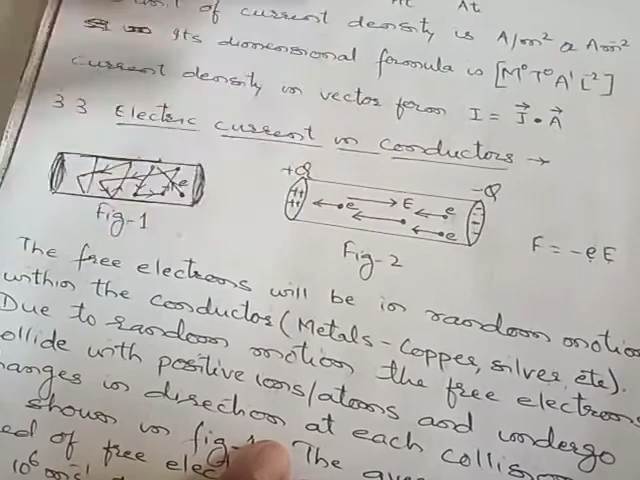 of current density is A/m² or Am⁻²
Its dimensional formula is [M⁰T⁰A¹L⁻²]
current density in vector form I = J⃗ • A⃗
3 3 Electric current in conductors →
+Q -Q
e E e
e e
Fig-1
Fig-2
F = -eE
The free electrons will be in random motion
within the conductor (Metals - Copper, silver, etc).
Due to random motion the free electrons
ollide with positive ions/atoms and undergo
hanges in direction at each collision
shown in fig-1 The
ed of free elec
10⁶ ms⁻¹